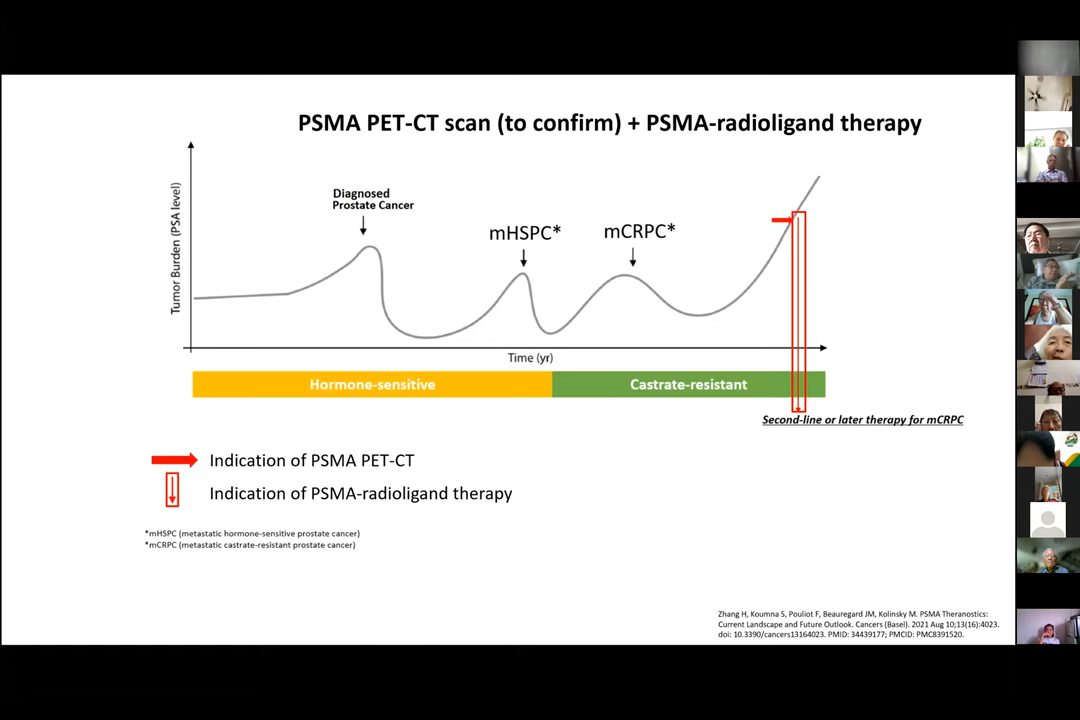 PSMA PET-CT scan (to confirm) + PSMA-radioligand therapy
Tumor Burden (PSA level)
Diagnosed
Prostate Cancer
mHSPC*
mCRPC*
Time (yr)
Hormone-sensitive
Castrate-resistant
Second-line or later therapy for mCRPC
Indication of PSMA PET-CT
Indication of PSMA-radioligand therapy
*mHSPC (metastatic hormone-sensitive prostate cancer)
*mCRPC (metastatic castrate-resistant prostate cancer)
Zhang H, Koumna S, Pouliot F, Beauregard JM, Kolinsky M. PSMA Theranostics:
Current Landscape and Future Outlook. Cancers (Basel). 2021 Aug 10;13(16):4023.
doi: 10.3390/cancers13164023. PMID: 34439177; PMCID: PMC8391520.